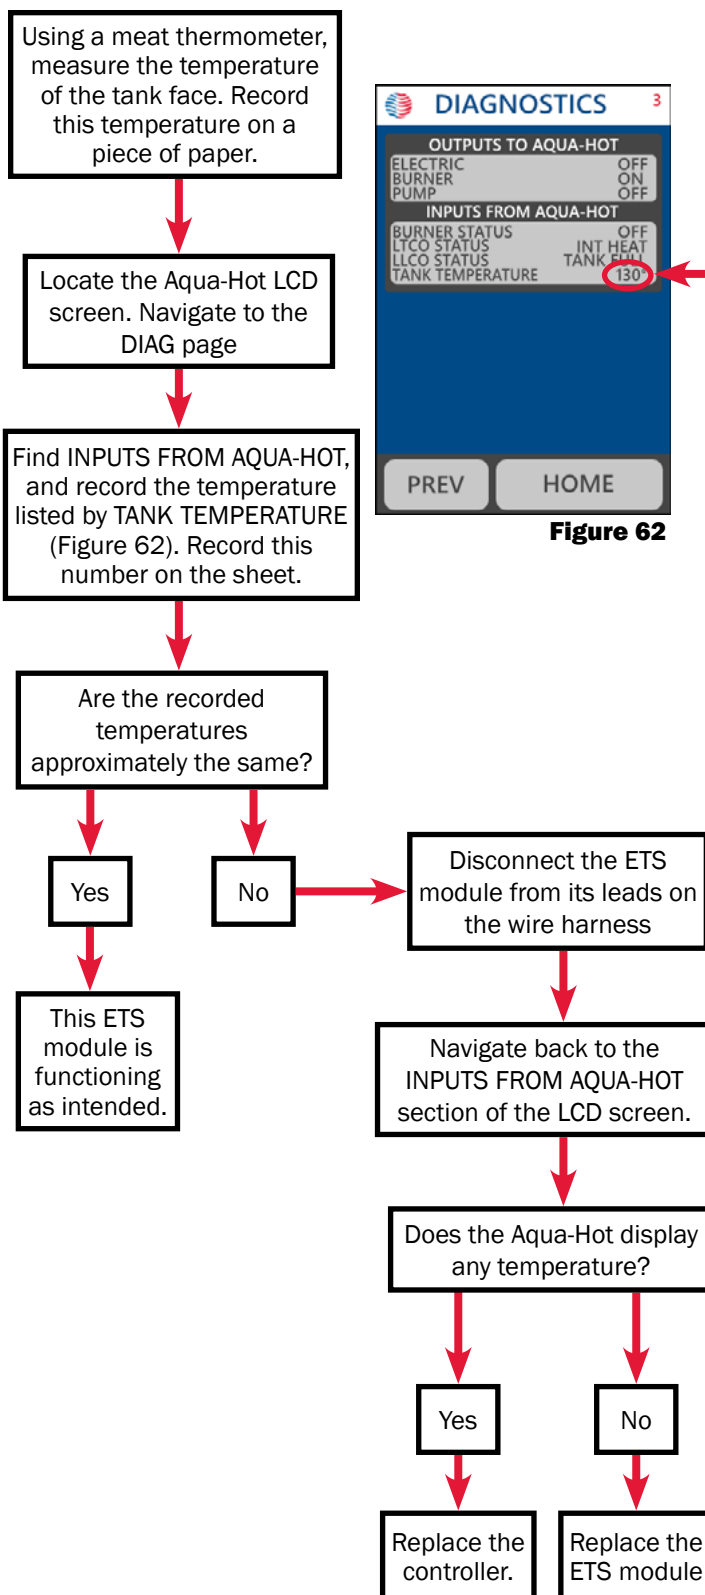 Using a meat thermometer,
measure the temperature
of the tank face. Record
this temperature on a
piece of paper.
Locate the Aqua-Hot LCD
screen. Navigate to the
DIAG page
Find INPUTS FROM AQUA-HOT,
and record the temperature
listed by TANK TEMPERATURE
(Figure 62). Record this
number on the sheet.
DIAGNOSTICS 3
OUTPUTS TO AQUA-HOT
ELECTRIC OFF
BURNER ON
PUMP OFF
INPUTS FROM AQUA-HOT
BURNER STATUS OFF
LTCO STATUS INT HEAT
LLCO STATUS TANK FULL
TANK TEMPERATURE 130°
PREV HOME
Figure 62
Are the recorded
temperatures
approximately the same?
Yes
No
This ETS
module is
functioning
as intended.
Disconnect the ETS
module from its leads on
the wire harness
Navigate back to the
INPUTS FROM AQUA-HOT
section of the LCD screen.
Does the Aqua-Hot display
any temperature?
Yes
No
Replace the
controller.
Replace the
ETS module